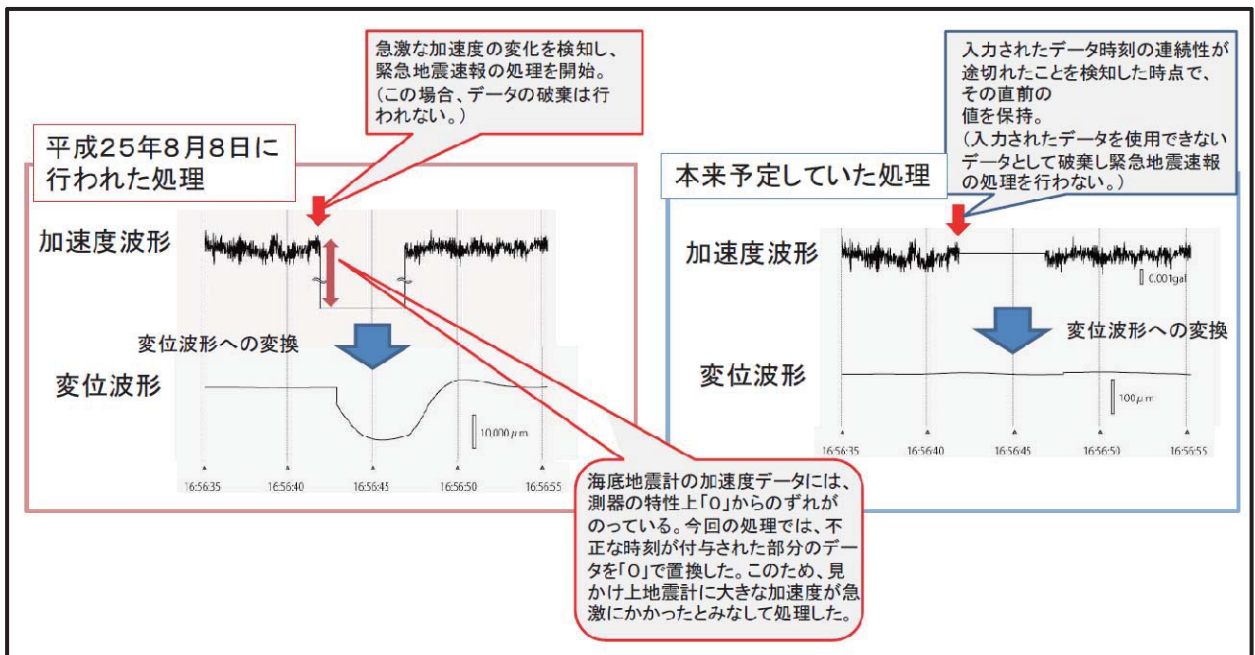 急激な加速度の変化を検知し、
緊急地震速報の処理を開始。
(この場合、データの破棄は行
われない。)
平成25年8月8日に
行われた処理
加速度波形
変位波形への変換
変位波形
10,000μm
16:56:35 16:56:40 16:56:45 16:56:50 16:56:55
海底地震計の加速度データには、
測器の特性上「0」からのずれが
のっている。今回の処理では、不
正な時刻が付与された部分のデー
タを「0」で置換した。このため、見
かけ上地震計に大きな加速度が急
激にかかったとみなして処理した。
入力されたデータ時刻の連続性が
途切れたことを検知した時点で、
その直前の
値を保持。
(入力されたデータを使用できない
データとして破棄し緊急地震速報
の処理を行わない。)
本来予定していた処理
加速度波形
0.001gal
変位波形への変換
変位波形
100μm
16:56:35 16:56:40 16:56:45 16:56:50 16:56:55